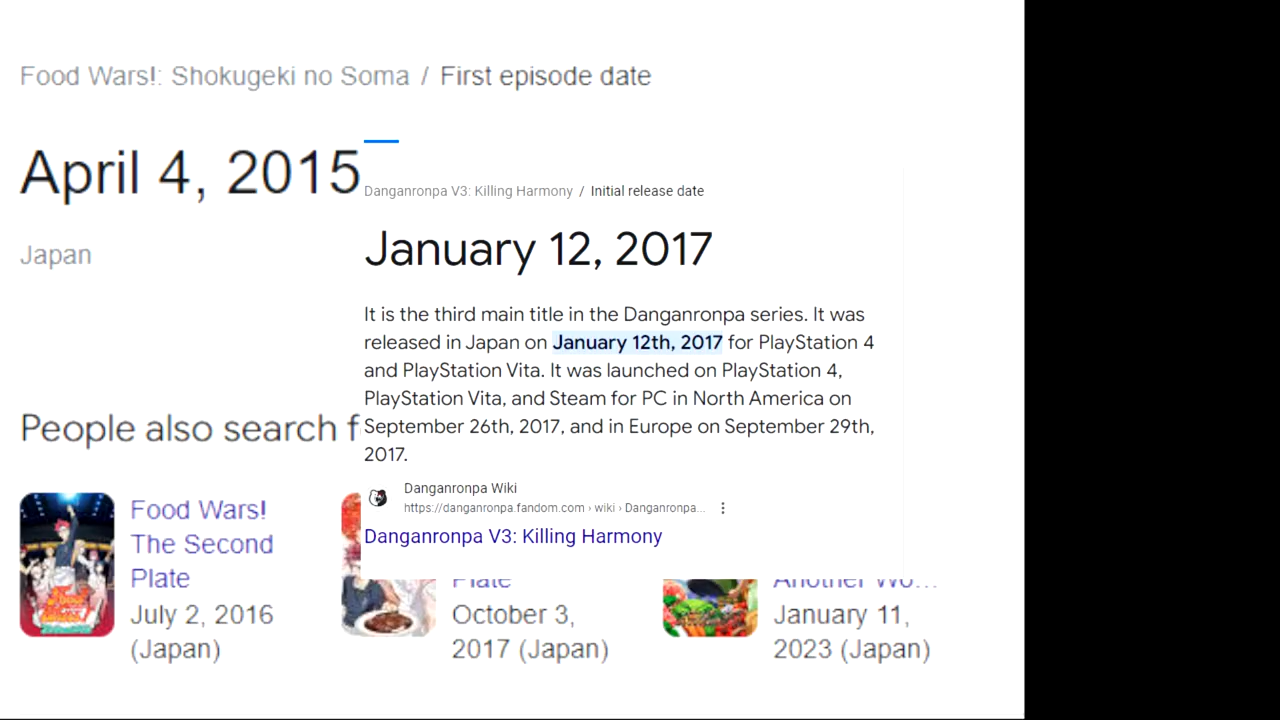 Food Wars!: Shokugeki no Soma / First episode date
April 4, 2015
Japan
Danganronpa V3: Killing Harmony / Initial release date
January 12, 2017
It is the third main title in the Danganronpa series. It was
released in Japan on January 12th, 2017 for PlayStation 4
and PlayStation Vita. It was launched on PlayStation 4,
PlayStation Vita, and Steam for PC in North America on
September 26th, 2017, and in Europe on September 29th,
2017.
Danganronpa Wiki
https://danganronpa.fandom.com › wiki › Danganronpa...
Danganronpa V3: Killing Harmony
People also search f
Food Wars!
The Second
Plate
July 2, 2016
(Japan)
Plate
October 3,
2017 (Japan)
Another Wo...
January 11,
2023 (Japan)